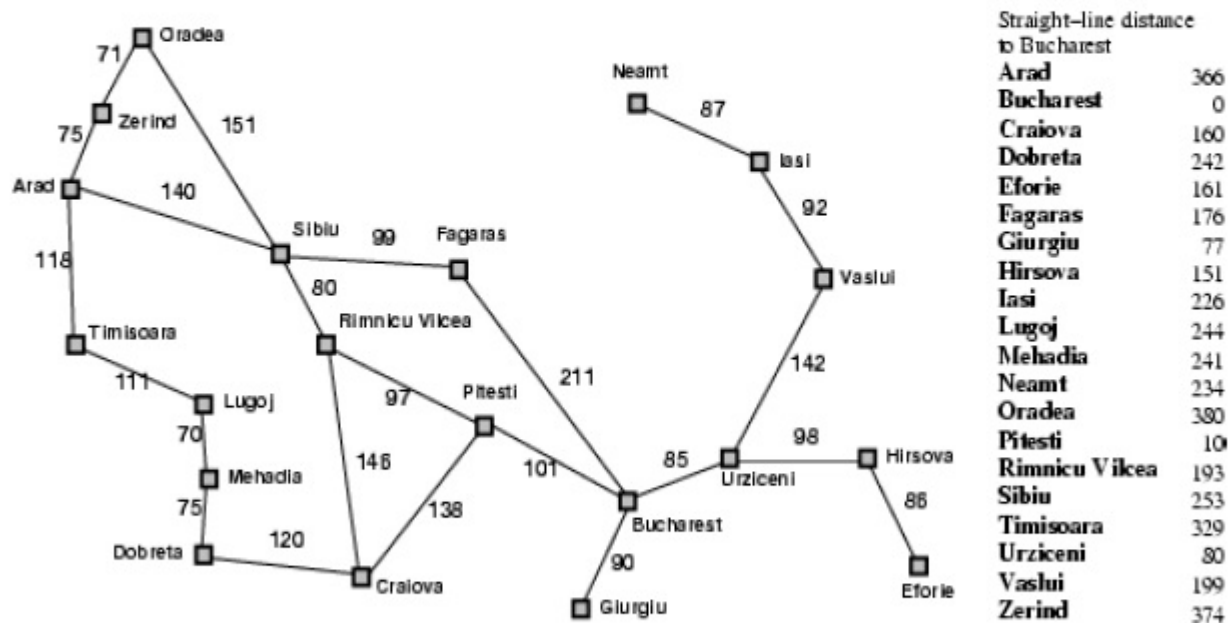 Oradea
71
Neamt
87
Zerind
151
75
Iasi
Arad
140
92
Sibiu
99
Fagaras
118
80
Vaslui
Rimnicu Vilcea
Timisoara
142
111
211
Lugoj
97
Pitesti
70
98
Hirsova
146
85
Mehadia
101
Urziceni
138
86
75
Bucharest
120
Dobreta
90
Craiova
Eforie
Giurgiu
Straight–line distance
to Bucharest
Arad 366
Bucharest 0
Craiova 160
Dobreta 242
Eforie 161
Fagaras 176
Giurgiu 77
Hirsova 151
Iasi 226
Lugoj 244
Mehadia 241
Neamt 234
Oradea 380
Pitesti 10
Rimnicu Vilcea 193
Sibiu 253
Timisoara 329
Urziceni 80
Vaslui 199
Zerind 374